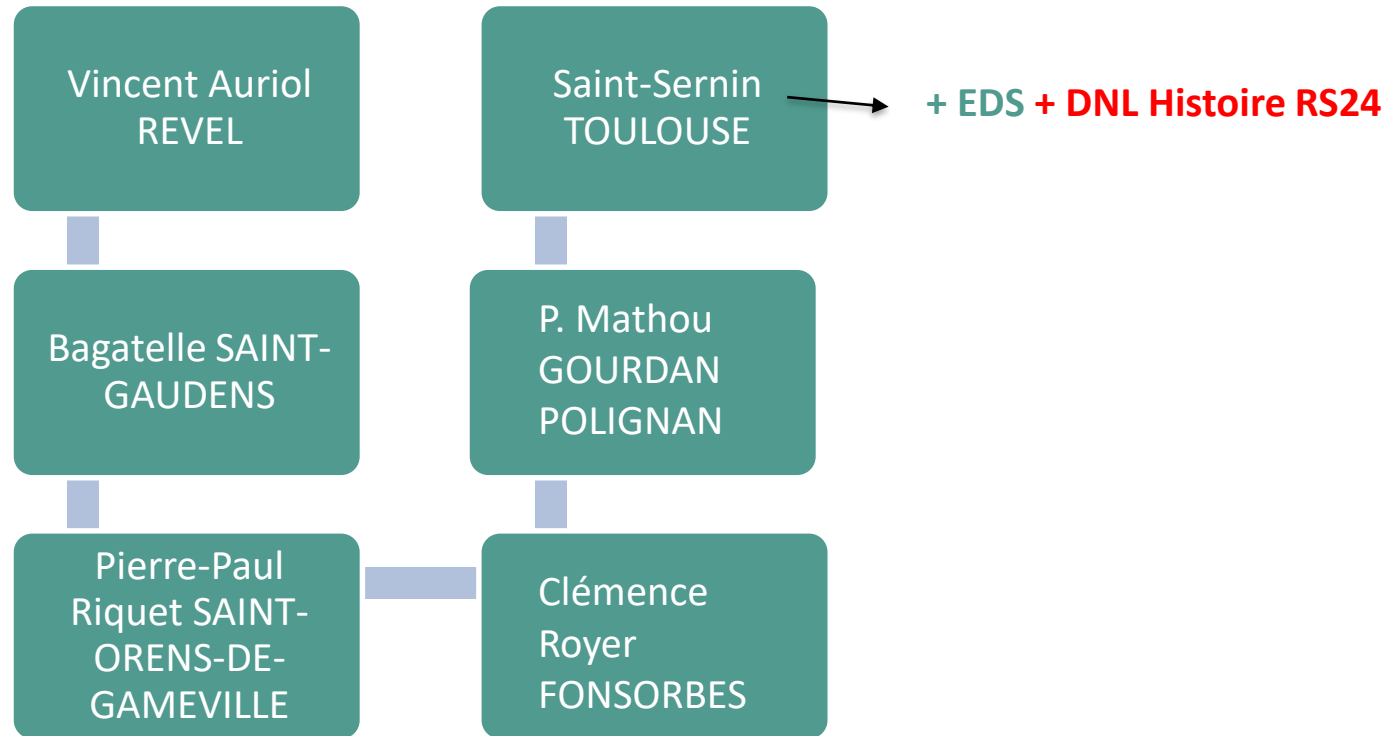 Vincent Auriol
REVEL
Saint-Sernin
TOULOUSE
+ EDS + DNL Histoire RS24
Bagatelle SAINT-
GAUDENS
P. Mathou
GOURDAN
POLIGNAN
Pierre-Paul
Riquet SAINT-
ORENS-DE-
GAMEVILLE
Clémence
Royer
FONSORBES